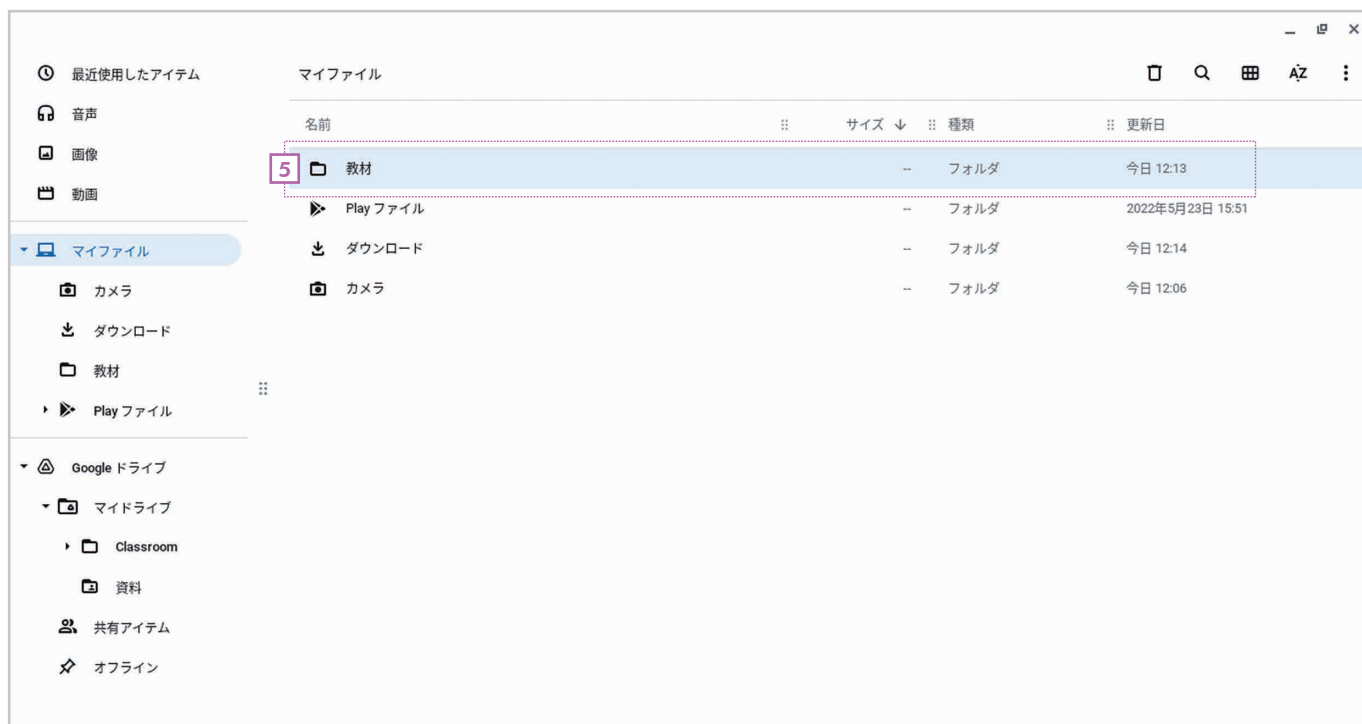 最近使用したアイテム
音声
画像
動画
マイファイル
カメラ
ダウンロード
教材
Play ファイル
Google ドライブ
マイドライブ
Classroom
資料
共有アイテム
オフライン
マイファイル
AZ
名前 サイズ 種類 更新日
5 教材 -- フォルダ 今日 12:13
Play ファイル -- フォルダ 2022年5月23日 15:51
ダウンロード -- フォルダ 今日 12:14
カメラ -- フォルダ 今日 12:06